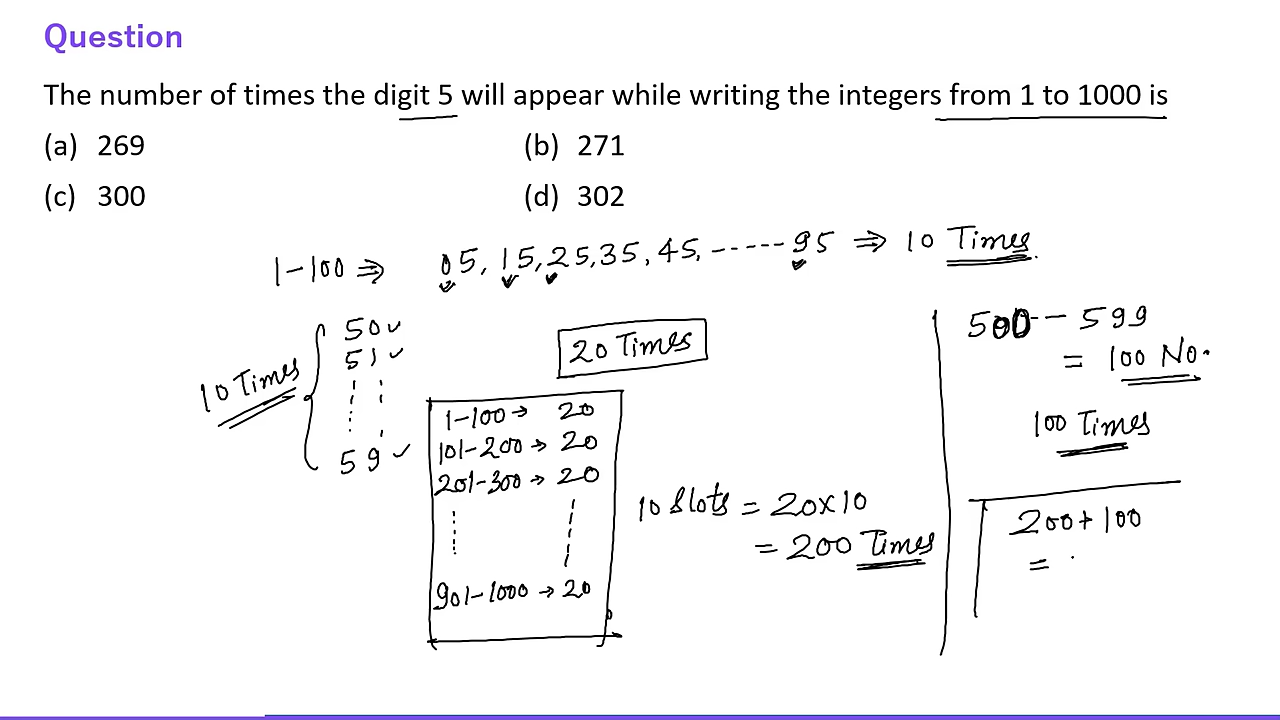 Question
The number of times the digit 5 will appear while writing the integers from 1 to 1000 is
(a) 269
(b) 271
(c) 300
(d) 302
1-100 ⇒ 05, 15, 25, 35, 45, ------ 95 ⇒ 10 Times.
10 Times
50 ✓
51 ✓
59 ✓
20 Times
1-100 → 20
101-200 → 20
201-300 → 20
901-1000 → 20
10 Slots = 20×10
= 200 Times
500 -- 599
= 100 No.
100 Times
200+100
=